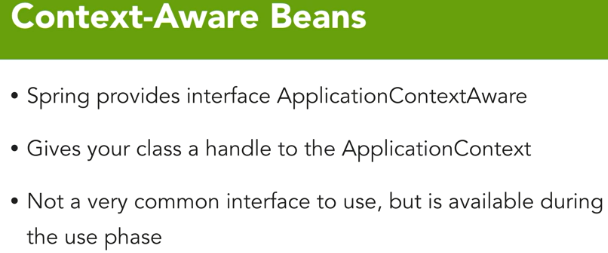 Context-Aware Beans
• Spring provides interface ApplicationContextAware
• Gives your class a handle to the ApplicationContext
• Not a very common interface to use, but is available during
the use phase